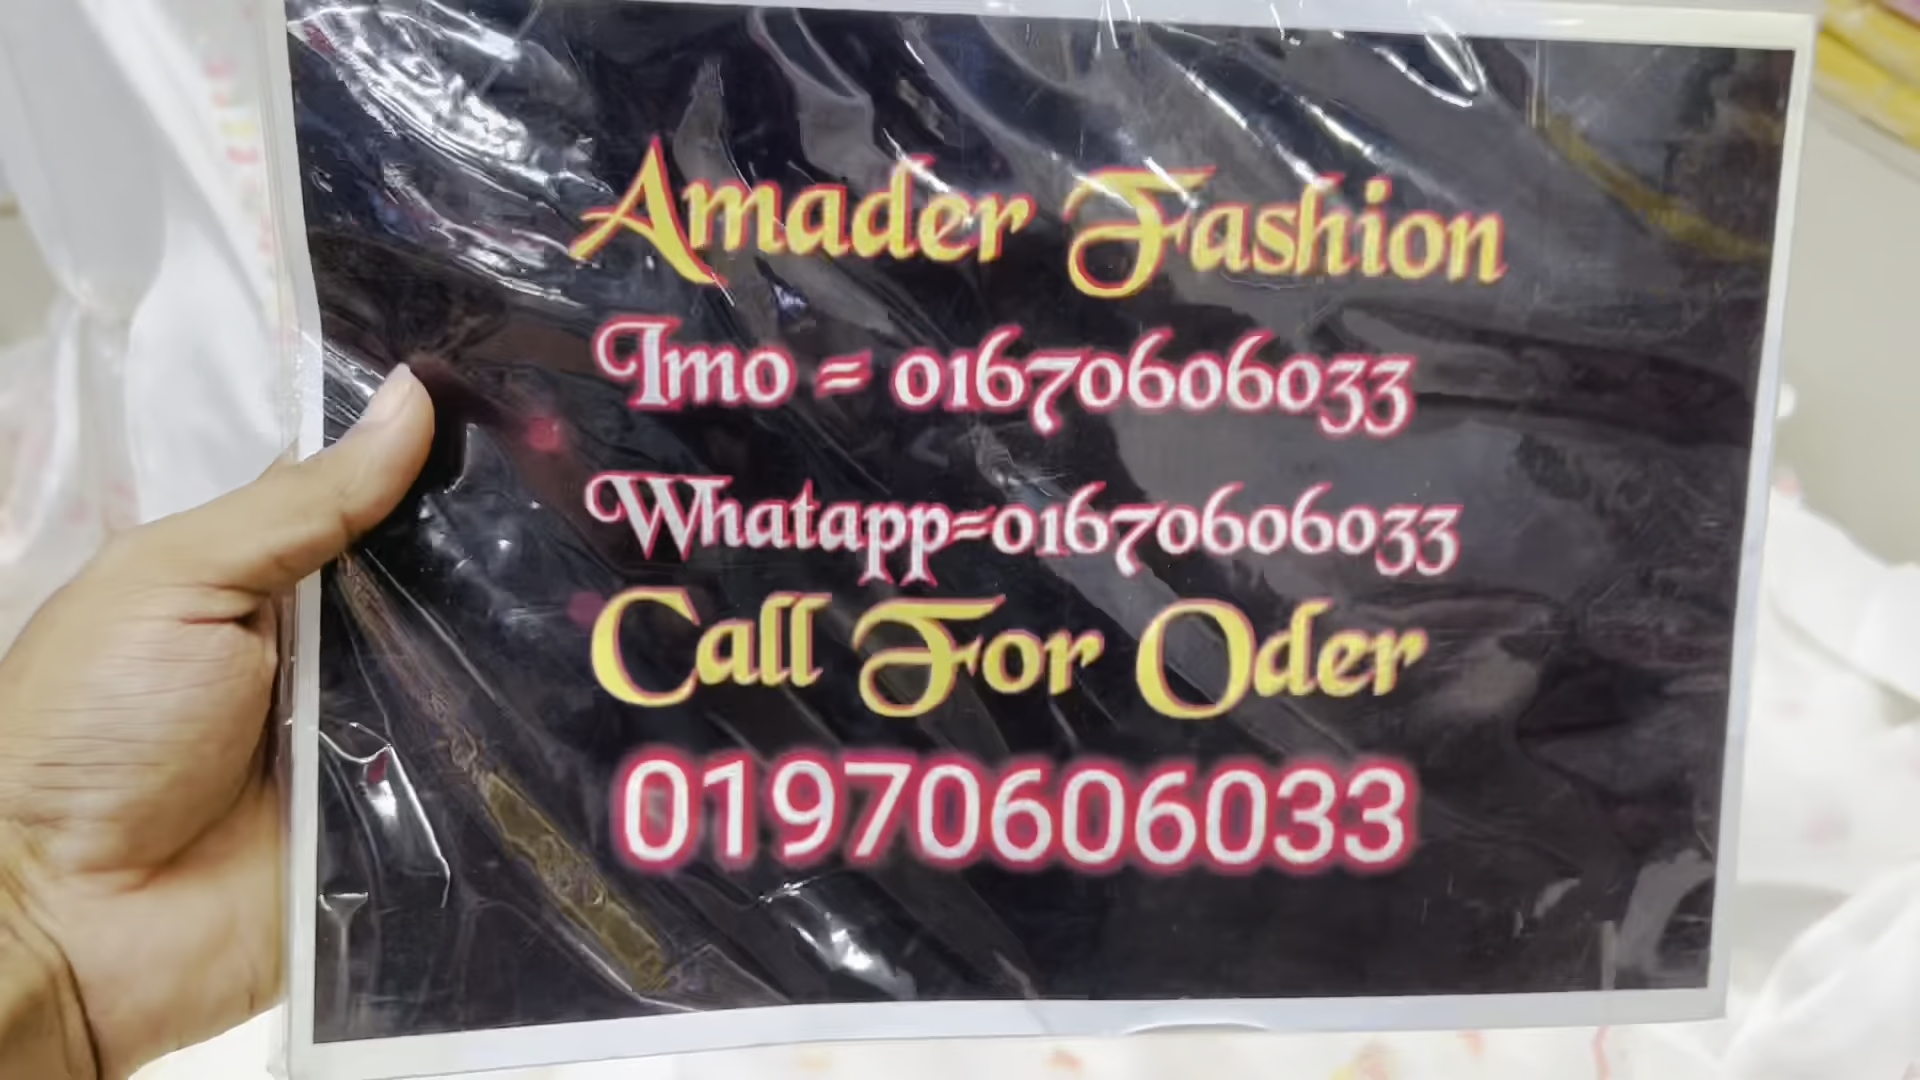 Amader Fashion
Imo = 01670606033
Whatapp=01670606033
Call For Oder
01970606033